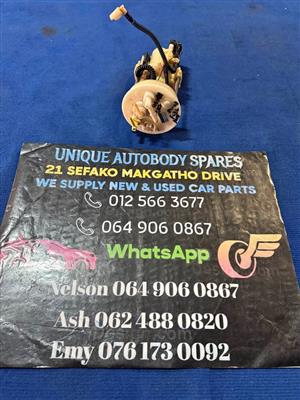 UNIQUE AUTOBODY SPARES
21 SEFAKO MAKGATHO DRIVE
WE SUPPLY NEW & USED CAR PARTS
012 566 3677
064 906 0867
WhatsApp
Nelson 064 906 0867
Ash 062 488 0820
Emy 076 173 0092